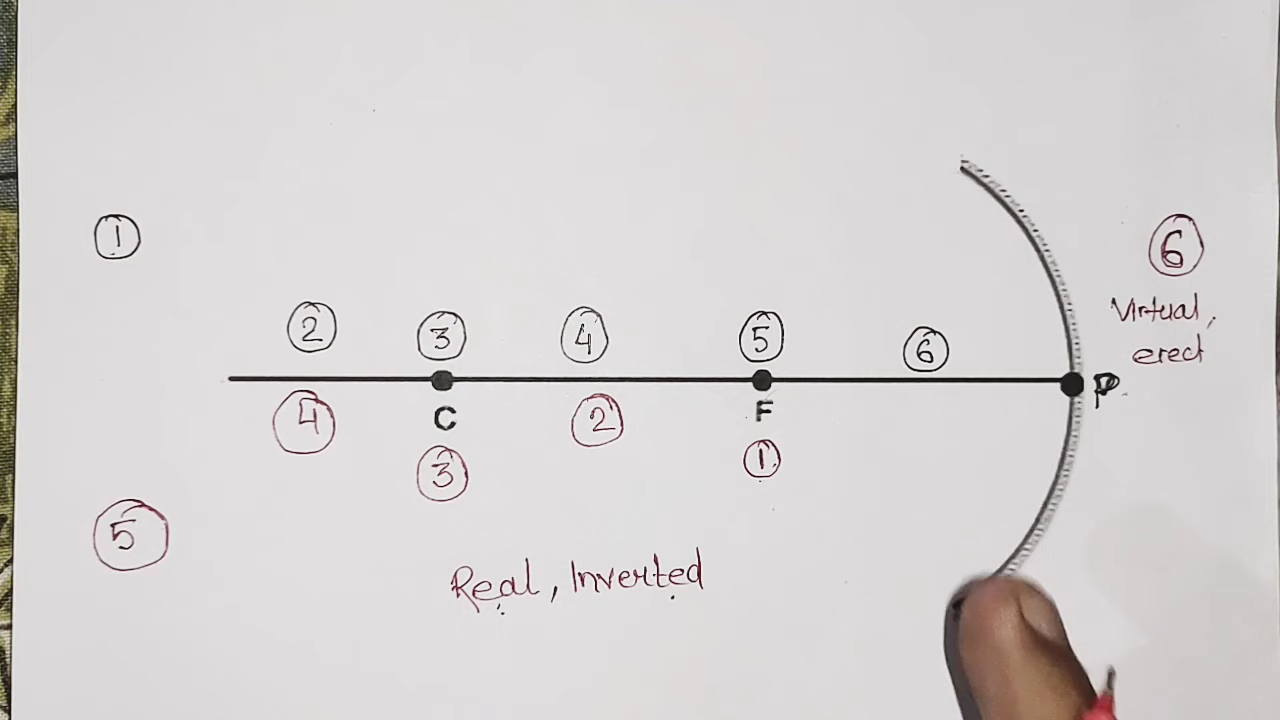 1
6
Virtual,
erect
2 3 4 5 6
P
4 C 2 F
3 1
5
Real, Inverted